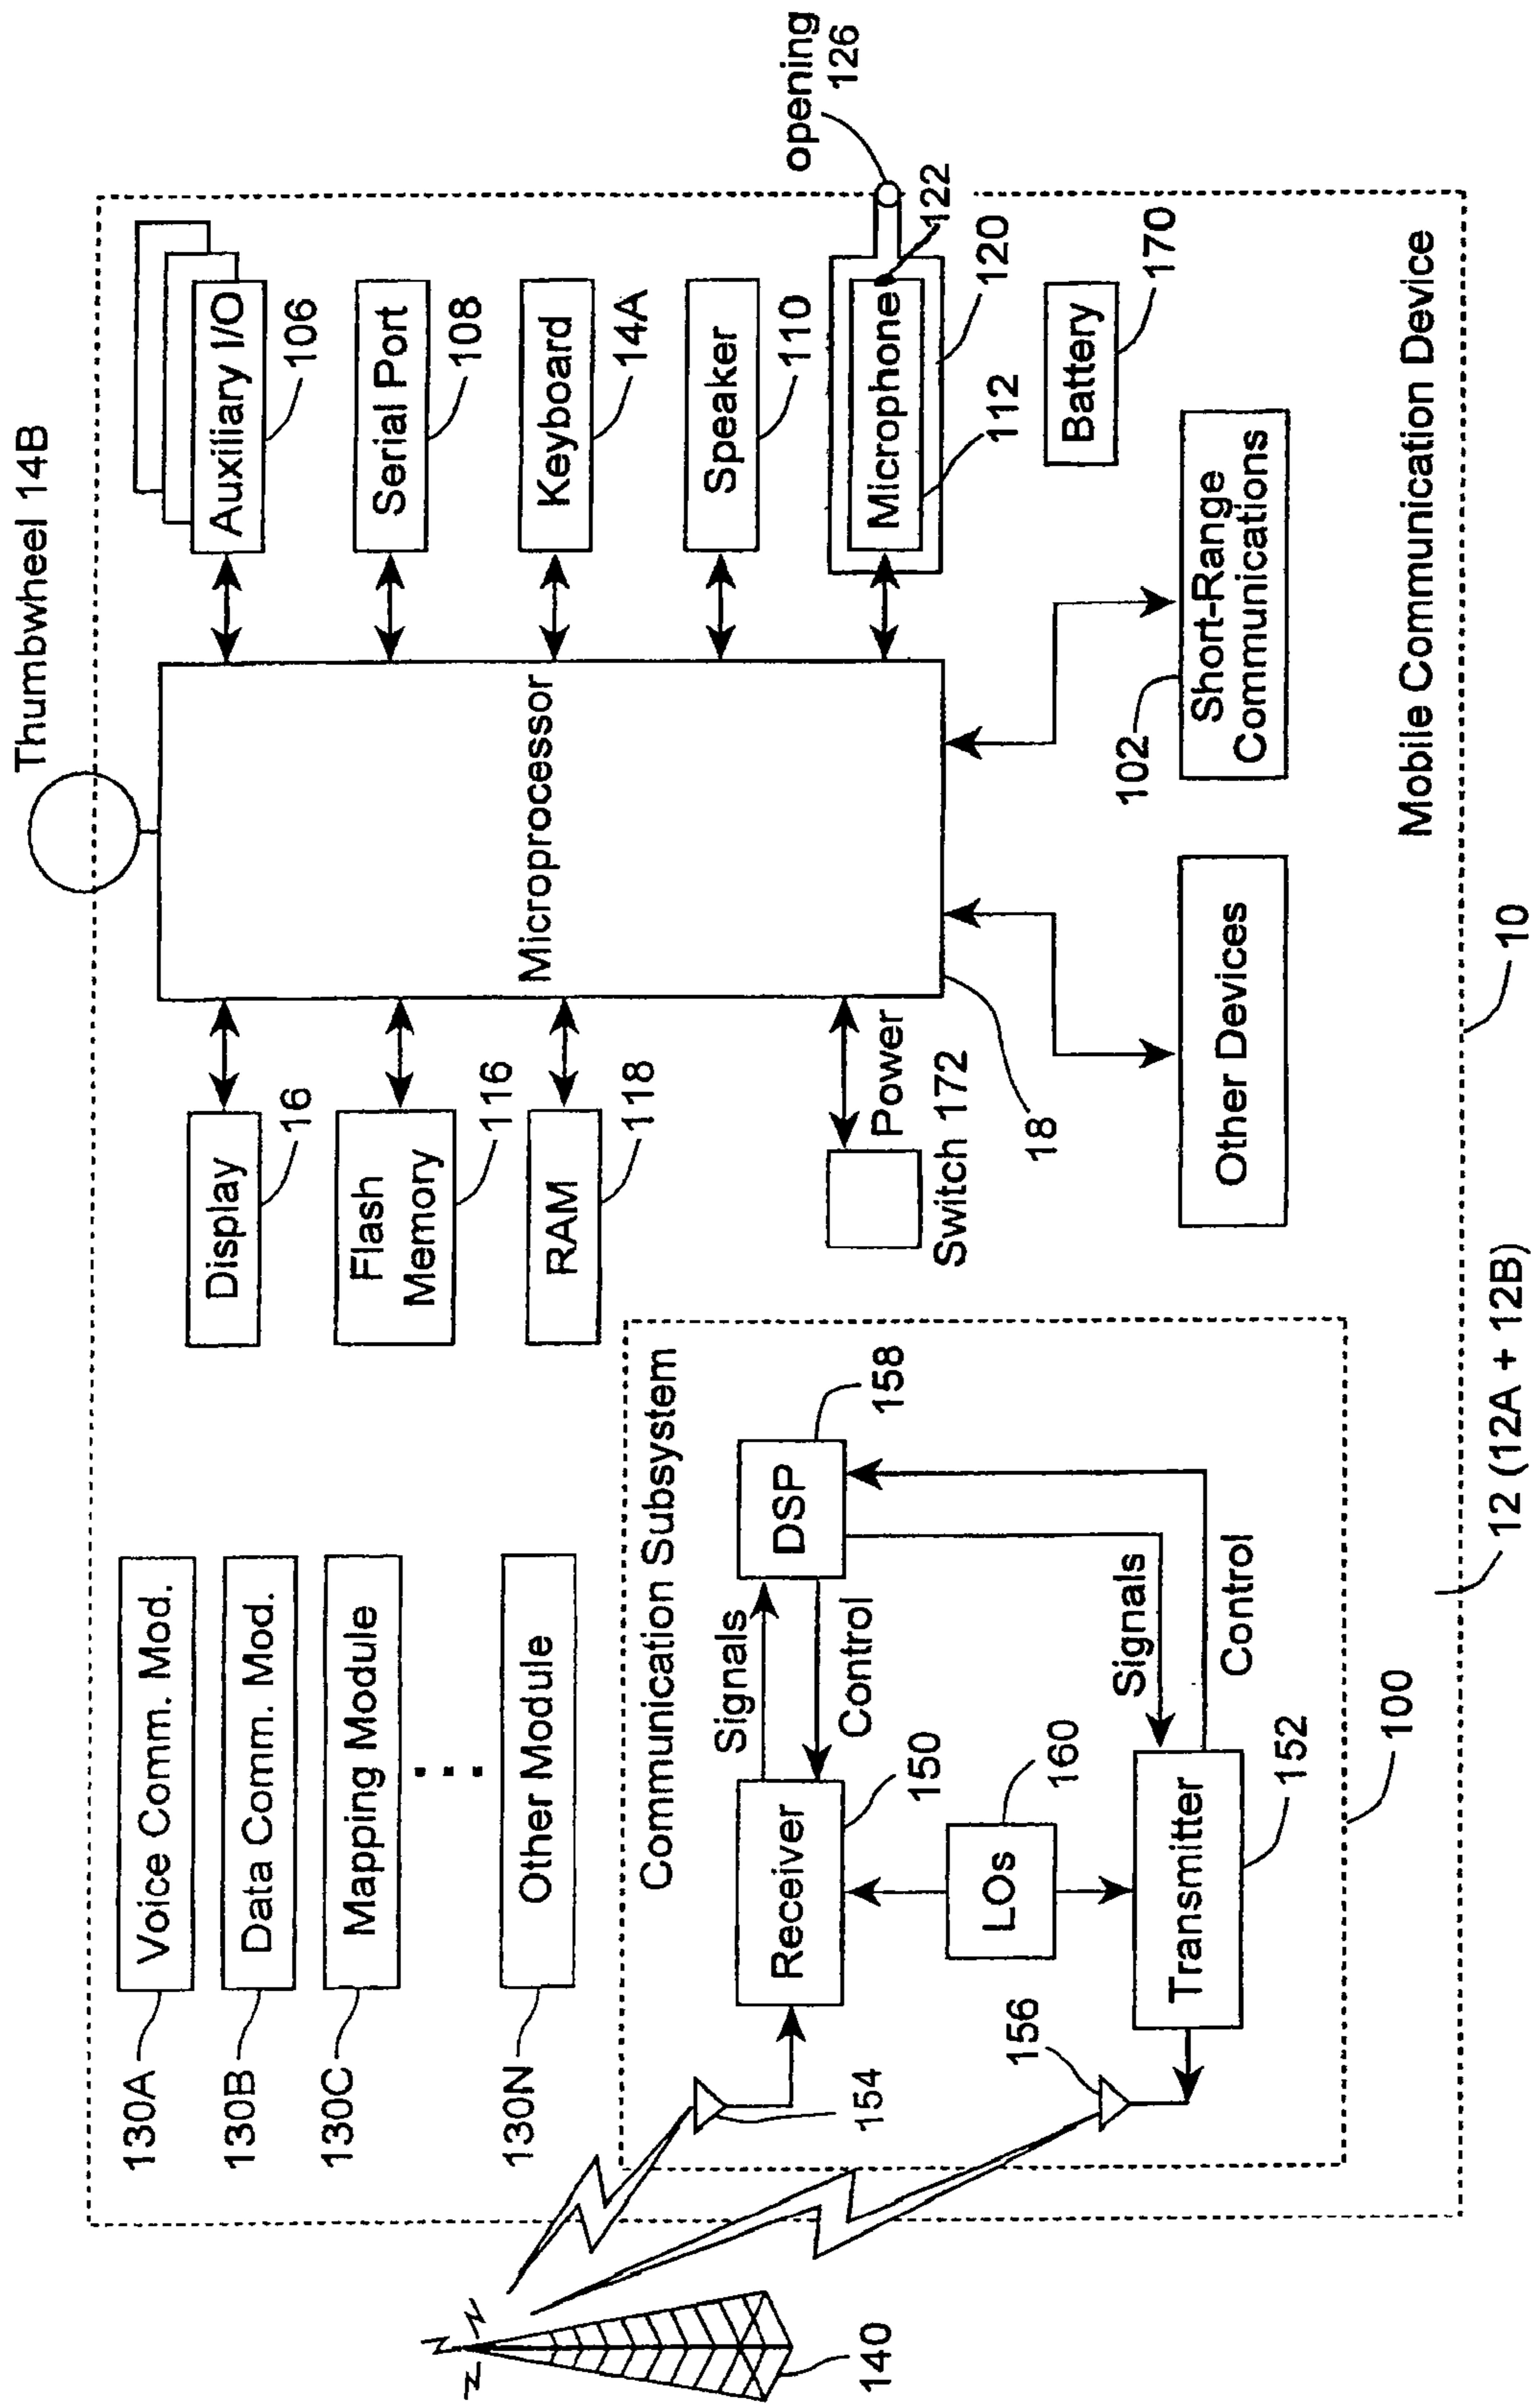 Thumbwheel 14B
130A
Voice Comm. Mod.
130B
Data Comm. Mod.
130C
Mapping Module
130N
Other Module
Display
16
Flash
Memory
116
RAM
118
Power
Switch 172
18
Microprocessor
Auxiliary I/O
106
Serial Port
108
Keyboard
14A
Speaker
110
Microphone
112
120
122
opening
126
Battery
170
Short-Range
Communications
102
Other Devices
Communication Subsystem
Receiver
150
Signals
Control
DSP
158
LOs
160
Signals
Control
Transmitter
152
154
156
140
100
12 (12A + 12B)
10
Mobile Communication Device